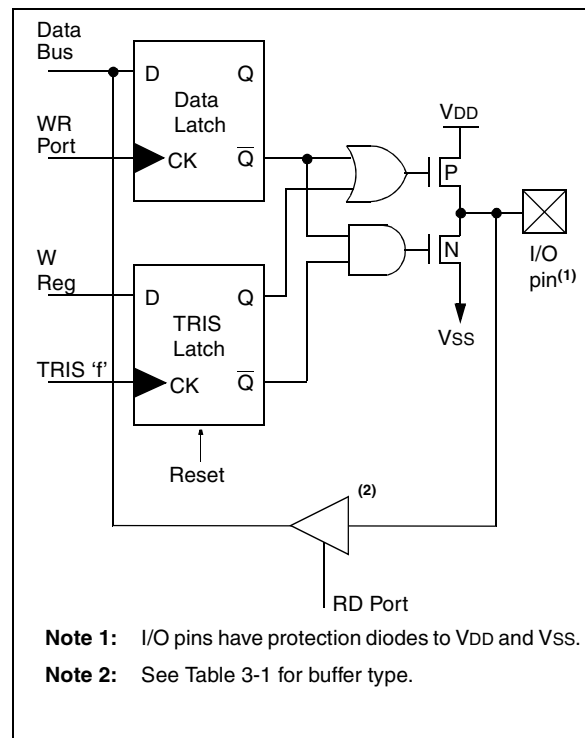 Data
Bus
D
Q
Data
Latch
VDD
WR
Port
CK
Q
P
I/O
pin(1)
N
W
Reg
D
Q
TRIS
Latch
VSS
TRIS 'f'
CK
Q
Reset
(2)
RD Port
Note 1: I/O pins have protection diodes to VDD and VSS.
Note 2: See Table 3-1 for buffer type.